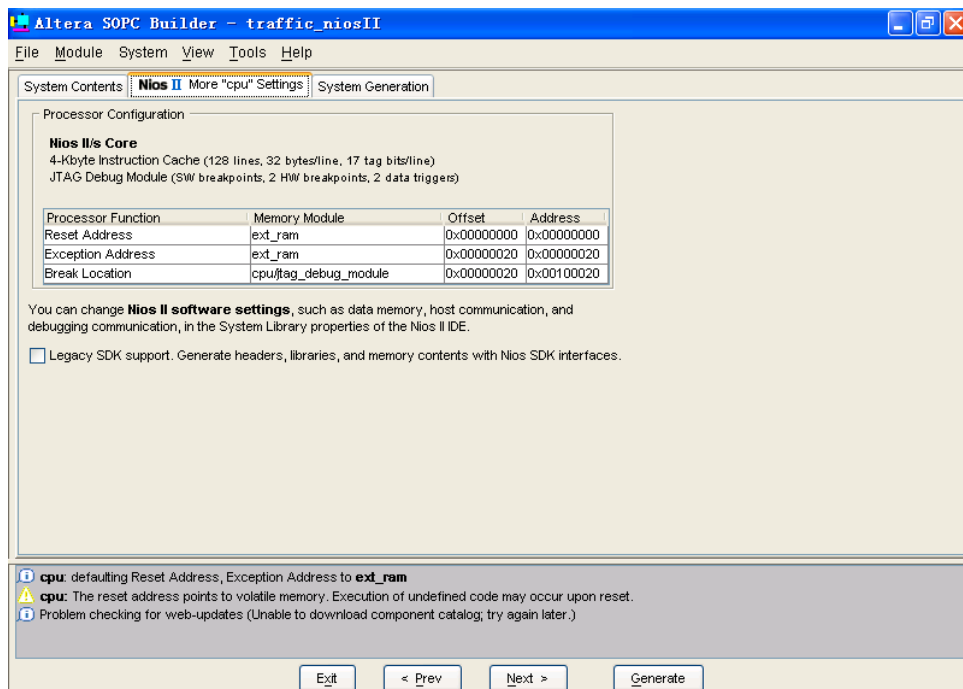 Altera SOPC Builder - traffic_niosII
File Module System View Tools Help
System Contents Nios II More "cpu" Settings System Generation
Processor Configuration
Nios II/s Core
4-Kbyte Instruction Cache (128 lines, 32 bytes/line, 17 tag bits/line)
JTAG Debug Module (SW breakpoints, 2 HW breakpoints, 2 data triggers)
Processor Function Memory Module Offset Address
Reset Address ext_ram 0x00000000 0x00000000
Exception Address ext_ram 0x00000020 0x00000020
Break Location cpu/jtag_debug_module 0x00000020 0x00100020
You can change Nios II software settings, such as data memory, host communication, and
debugging communication, in the System Library properties of the Nios II IDE.
Legacy SDK support. Generate headers, libraries, and memory contents with Nios SDK interfaces.
cpu: defaulting Reset Address, Exception Address to ext_ram
cpu: The reset address points to volatile memory. Execution of undefined code may occur upon reset.
Problem checking for web-updates (Unable to download component catalog; try again later.)
Exit < Prev Next > Generate